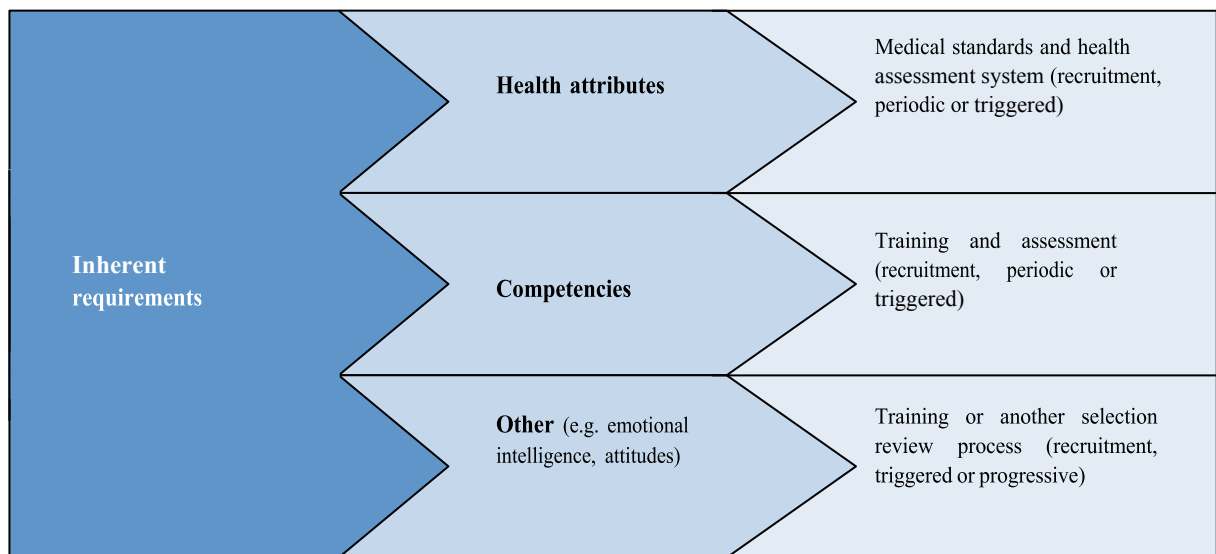 Inherent
requirements
Health attributes
Medical standards and health
assessment system (recruitment,
periodic or triggered)
Competencies
Training and assessment
(recruitment, periodic or
triggered)
Other (e.g. emotional
intelligence, attitudes)
Training or another selection
review process (recruitment,
triggered or progressive)